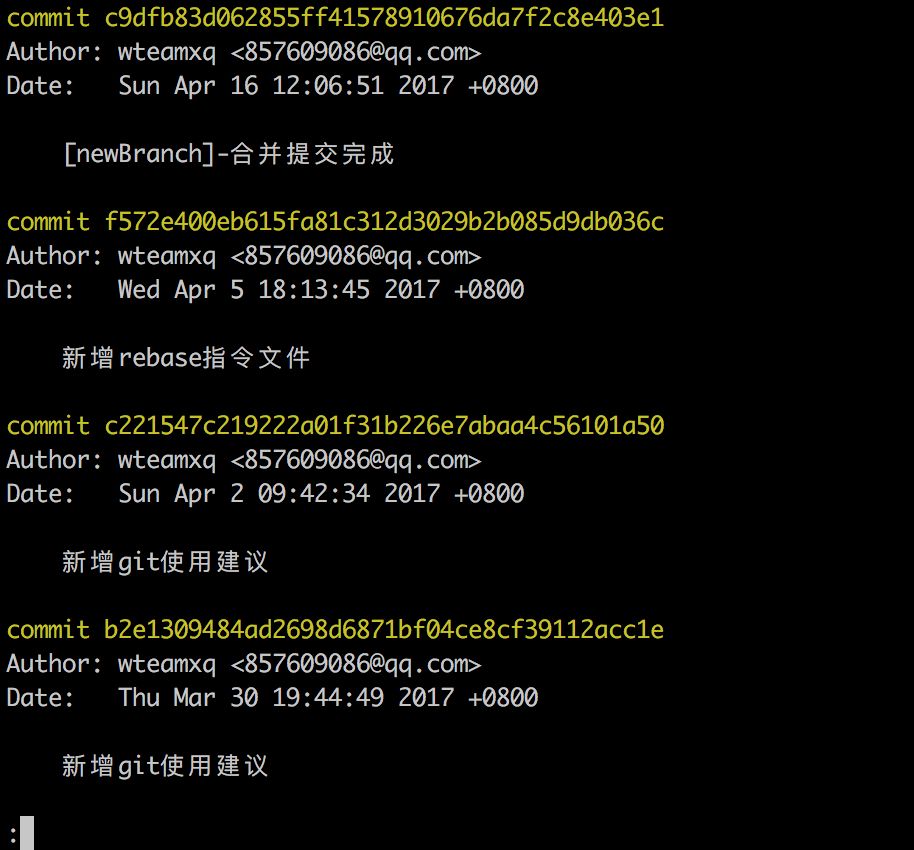 commit c9dfb83d062855ff41578910676da7f2c8e403e1
Author: wteamxq <857609086@qq.com>
Date:   Sun Apr 16 12:06:51 2017 +0800
[newBranch]-合并提交完成
commit f572e400eb615fa81c312d3029b2b085d9db036c
Author: wteamxq <857609086@qq.com>
Date:   Wed Apr 5 18:13:45 2017 +0800
新增rebase指令文件
commit c221547c219222a01f31b226e7abaa4c56101a50
Author: wteamxq <857609086@qq.com>
Date:   Sun Apr 2 09:42:34 2017 +0800
新增git使用建议
commit b2e1309484ad2698d6871bf04ce8cf39112acc1e
Author: wteamxq <857609086@qq.com>
Date:   Thu Mar 30 19:44:49 2017 +0800
新增git使用建议
: